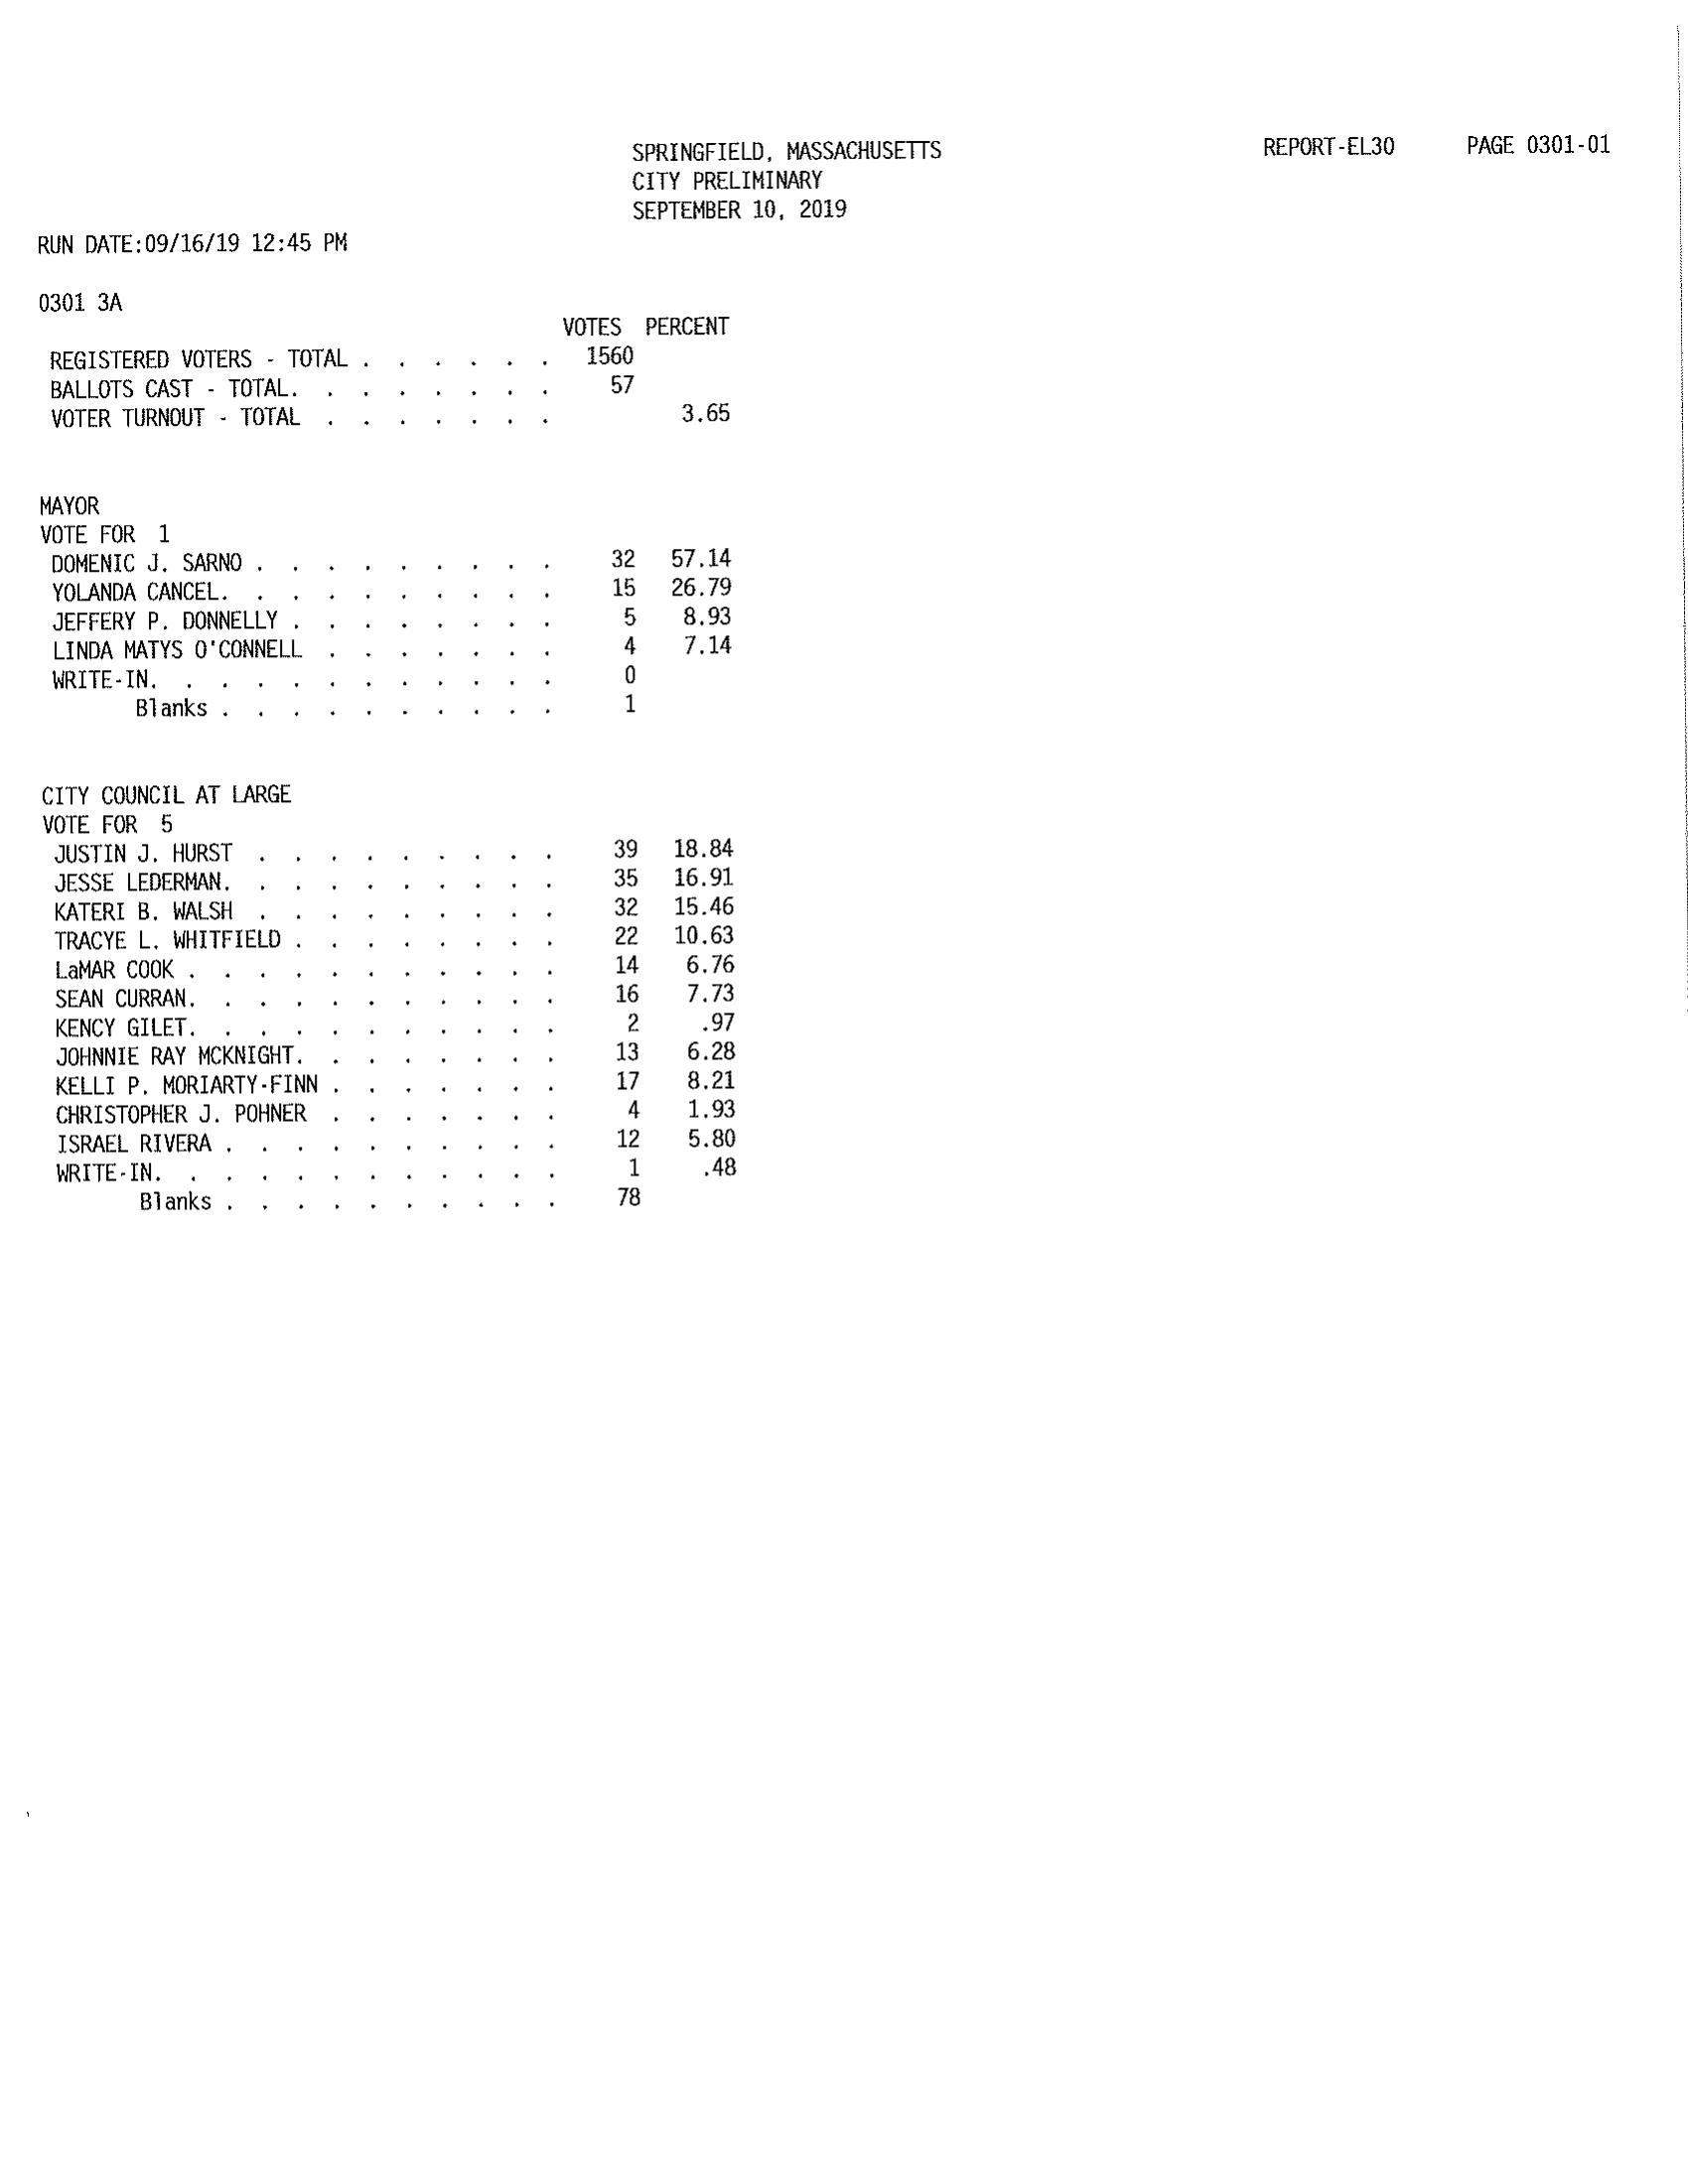 SPRINGFIELD, MASSACHUSETTS REPORT-EL30 PAGE 0301-01
CITY PRELIMINARY
SEPTEMBER 10, 2019
RUN DATE:09/16/19 12:45 PM
0301 3A
VOTES PERCENT
REGISTERED VOTERS - TOTAL . . . . . . 1560
BALLOTS CAST - TOTAL. . . . . . . . 57
VOTER TURNOUT - TOTAL . . . . . . . 3.65
MAYOR
VOTE FOR 1
DOMENIC J. SARNO . . . . . . . . . 32 57.14
YOLANDA CANCEL. . . . . . . . . . 15 26.79
JEFFERY P. DONNELLY . . . . . . . . 5 8.93
LINDA MATYS O'CONNELL . . . . . . . 4 7.14
WRITE-IN. . . . . . . . . . . . 0
Blanks . . . . . . . . . . 1
CITY COUNCIL AT LARGE
VOTE FOR 5
JUSTIN J. HURST . . . . . . . . . 39 18.84
JESSE LEDERMAN. . . . . . . . . . 35 16.91
KATERI B. WALSH . . . . . . . . . 32 15.46
TRACYE L. WHITFIELD . . . . . . . . 22 10.63
LaMAR COOK . . . . . . . . . . . 14 6.76
SEAN CURRAN. . . . . . . . . . . 16 7.73
KENCY GILET. . . . . . . . . . . 2 .97
JOHNNIE RAY MCKNIGHT. . . . . . . . 13 6.28
KELLI P. MORIARTY-FINN . . . . . . . 17 8.21
CHRISTOPHER J. POHNER . . . . . . . 4 1.93
ISRAEL RIVERA . . . . . . . . . . 12 5.80
WRITE-IN. . . . . . . . . . . . 1 .48
Blanks . . . . . . . . . . 78